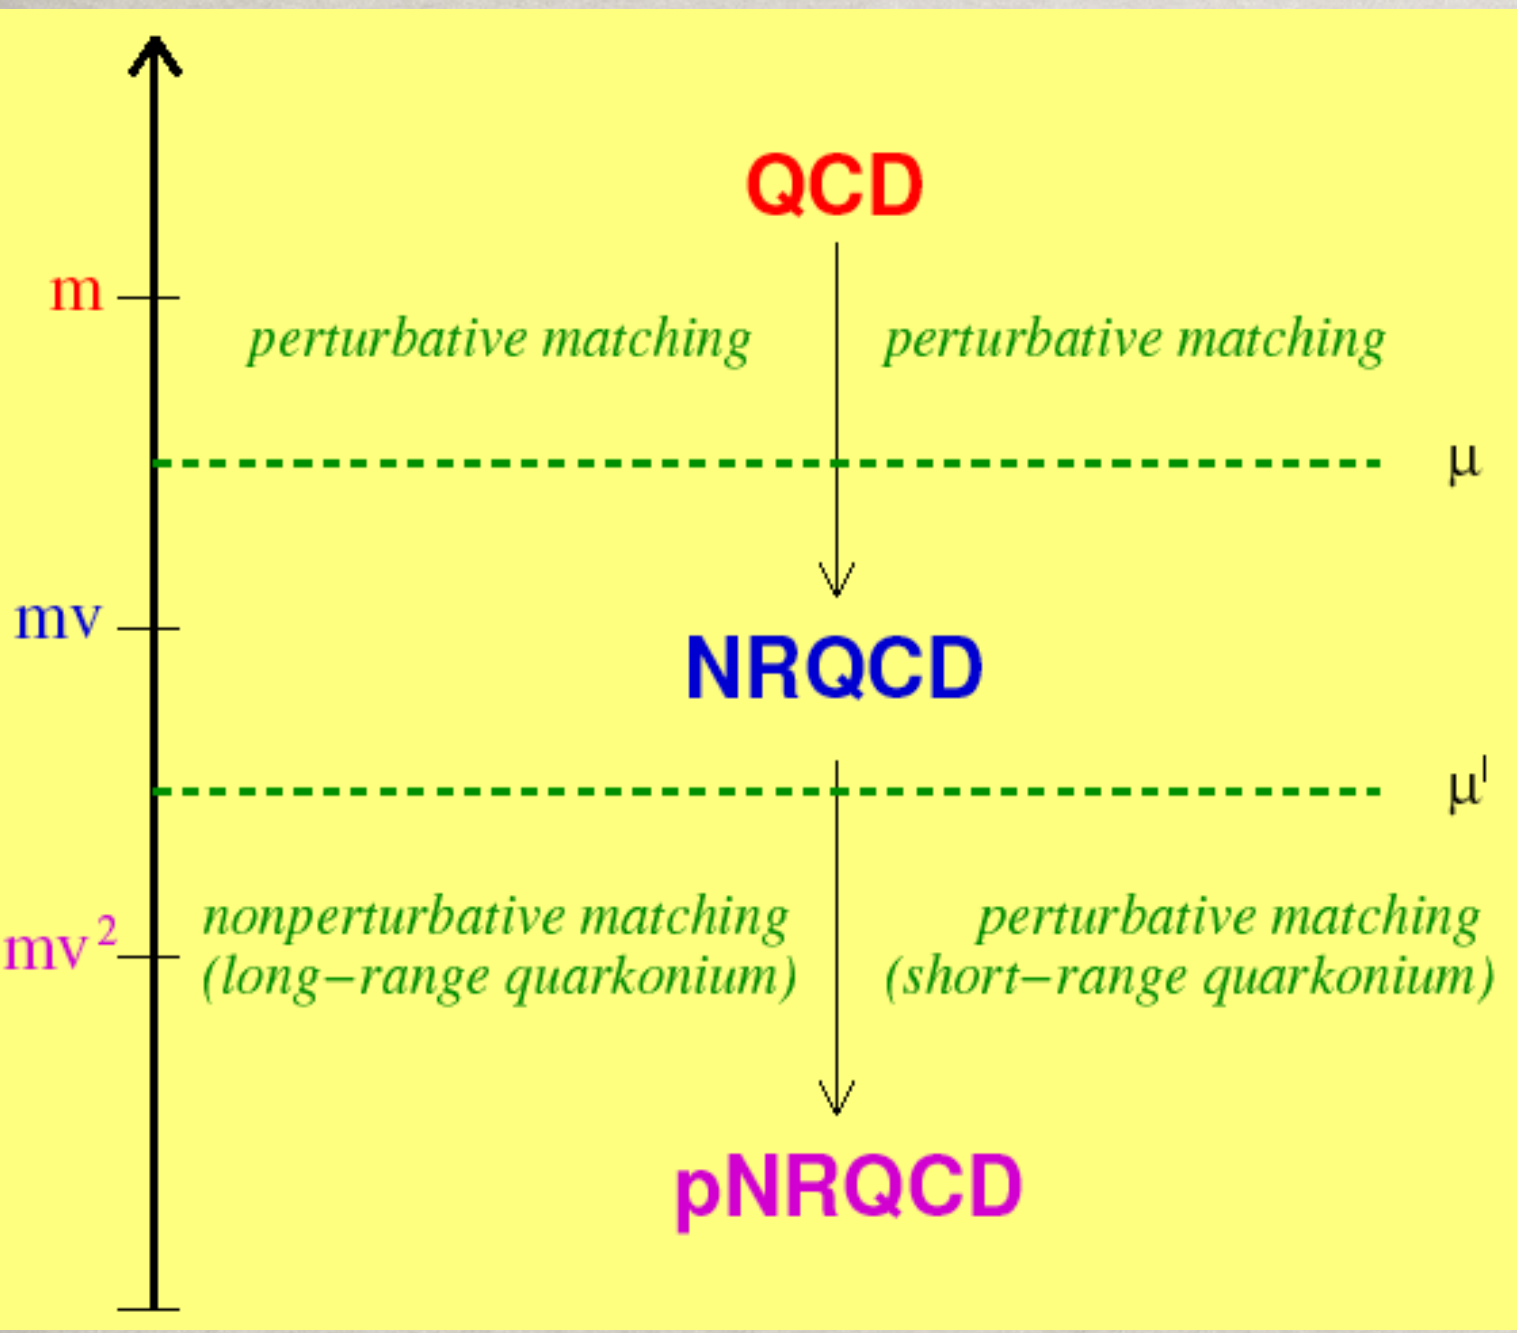 QCD
m
perturbative matching perturbative matching
μ
mv
NRQCD
μ'
nonperturbative matching perturbative matching
mv²
(long−range quarkonium) (short−range quarkonium)
pNRQCD